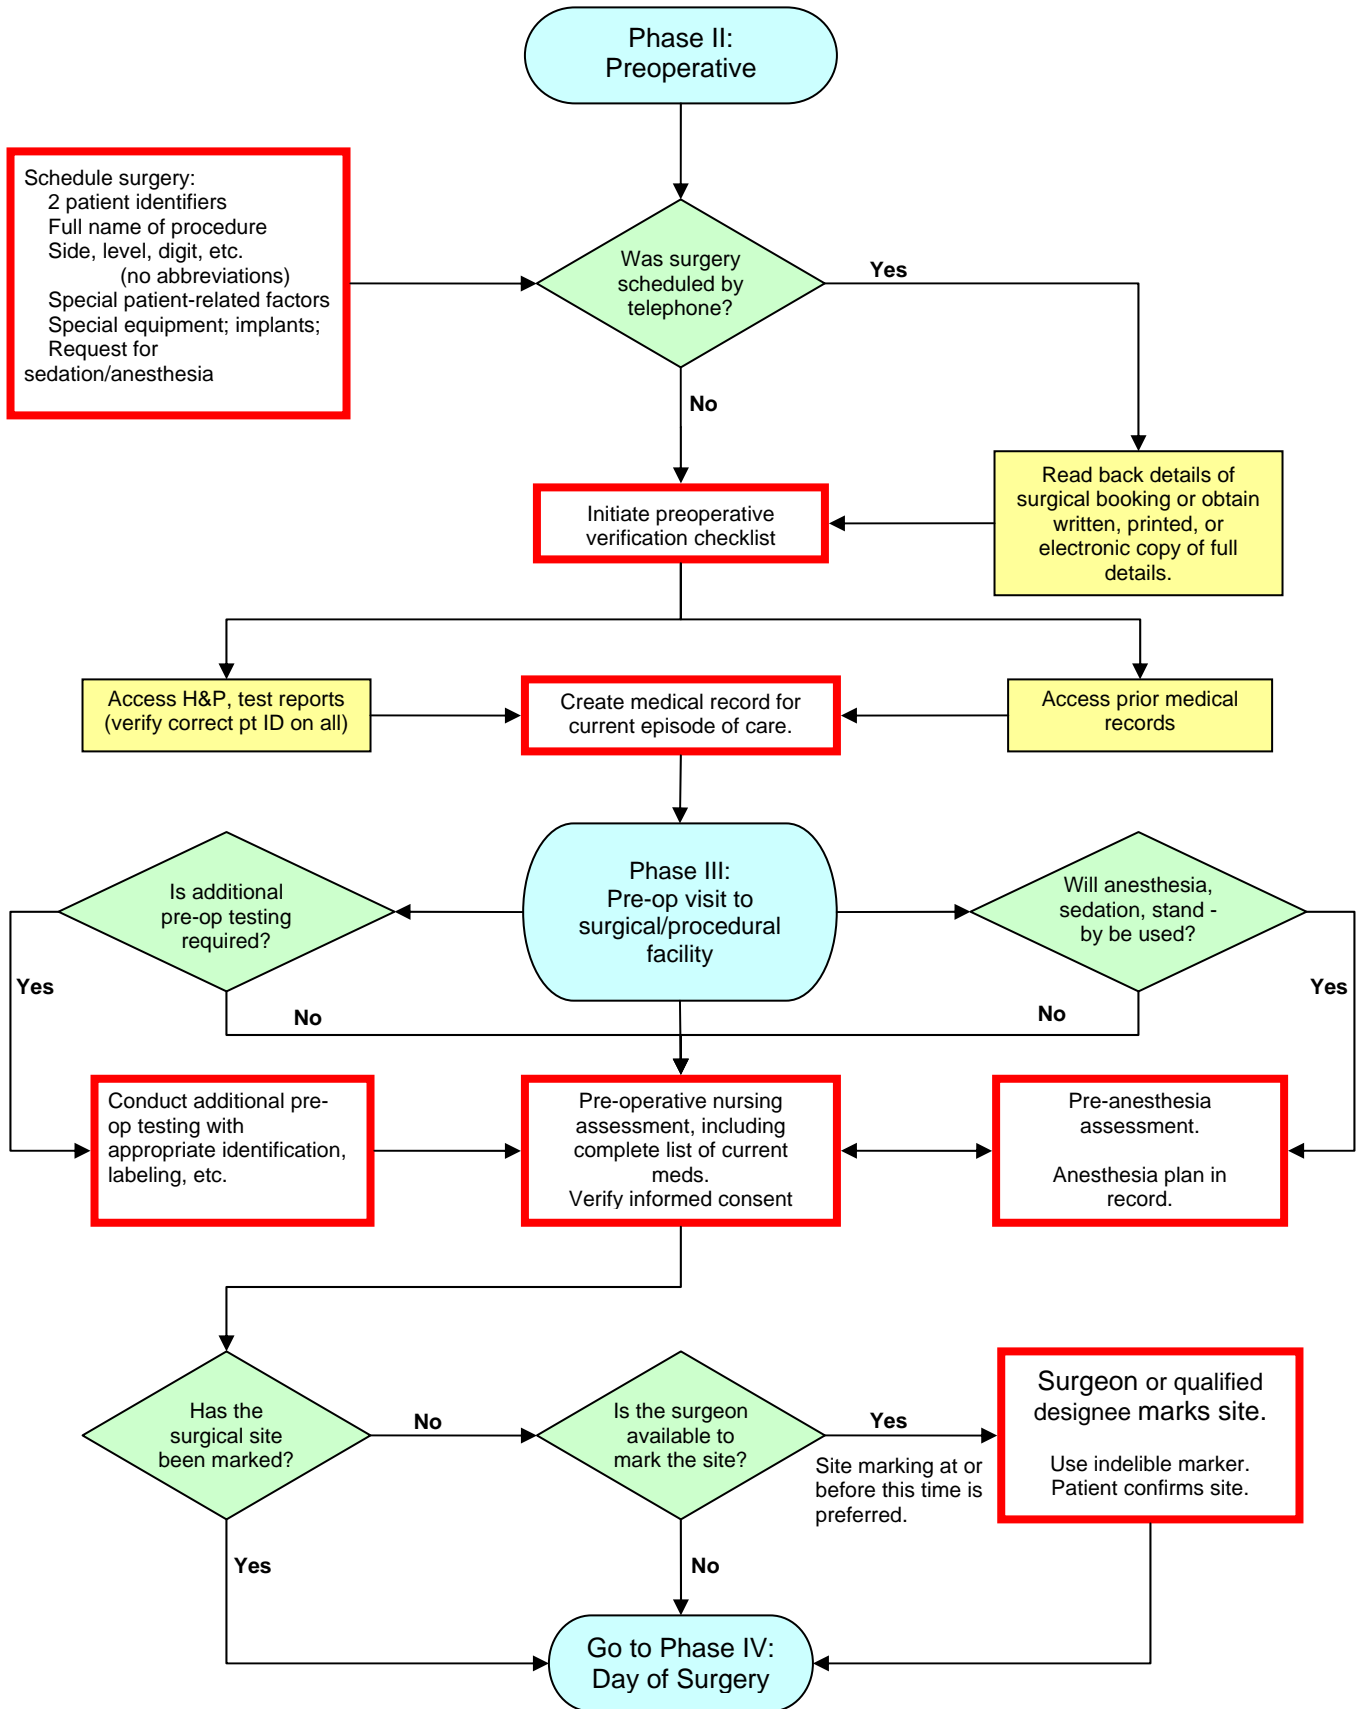 Phase II:
Preoperative
Schedule surgery:
2 patient identifiers
Full name of procedure
Side, level, digit, etc.
(no abbreviations)
Special patient-related factors
Special equipment; implants;
Request for
sedation/anesthesia
Was surgery
scheduled by
telephone?
Yes
No
Read back details of
surgical booking or obtain
written, printed, or
electronic copy of full
details.
Initiate preoperative
verification checklist
Access H&P, test reports
(verify correct pt ID on all)
Create medical record for
current episode of care.
Access prior medical
records
Is additional
pre-op testing
required?
Phase III:
Pre-op visit to
surgical/procedural
facility
Will anesthesia,
sedation, stand -
by be used?
Yes
No
No
Yes
Conduct additional pre-
op testing with
appropriate identification,
labeling, etc.
Pre-operative nursing
assessment, including
complete list of current
meds.
Verify informed consent
Pre-anesthesia
assessment.
Anesthesia plan in
record.
Has the
surgical site
been marked?
No
Is the surgeon
available to
mark the site?
Yes
Site marking at or
before this time is
preferred.
Surgeon or qualified
designee marks site.
Use indelible marker.
Patient confirms site.
Yes
No
Go to Phase IV:
Day of Surgery